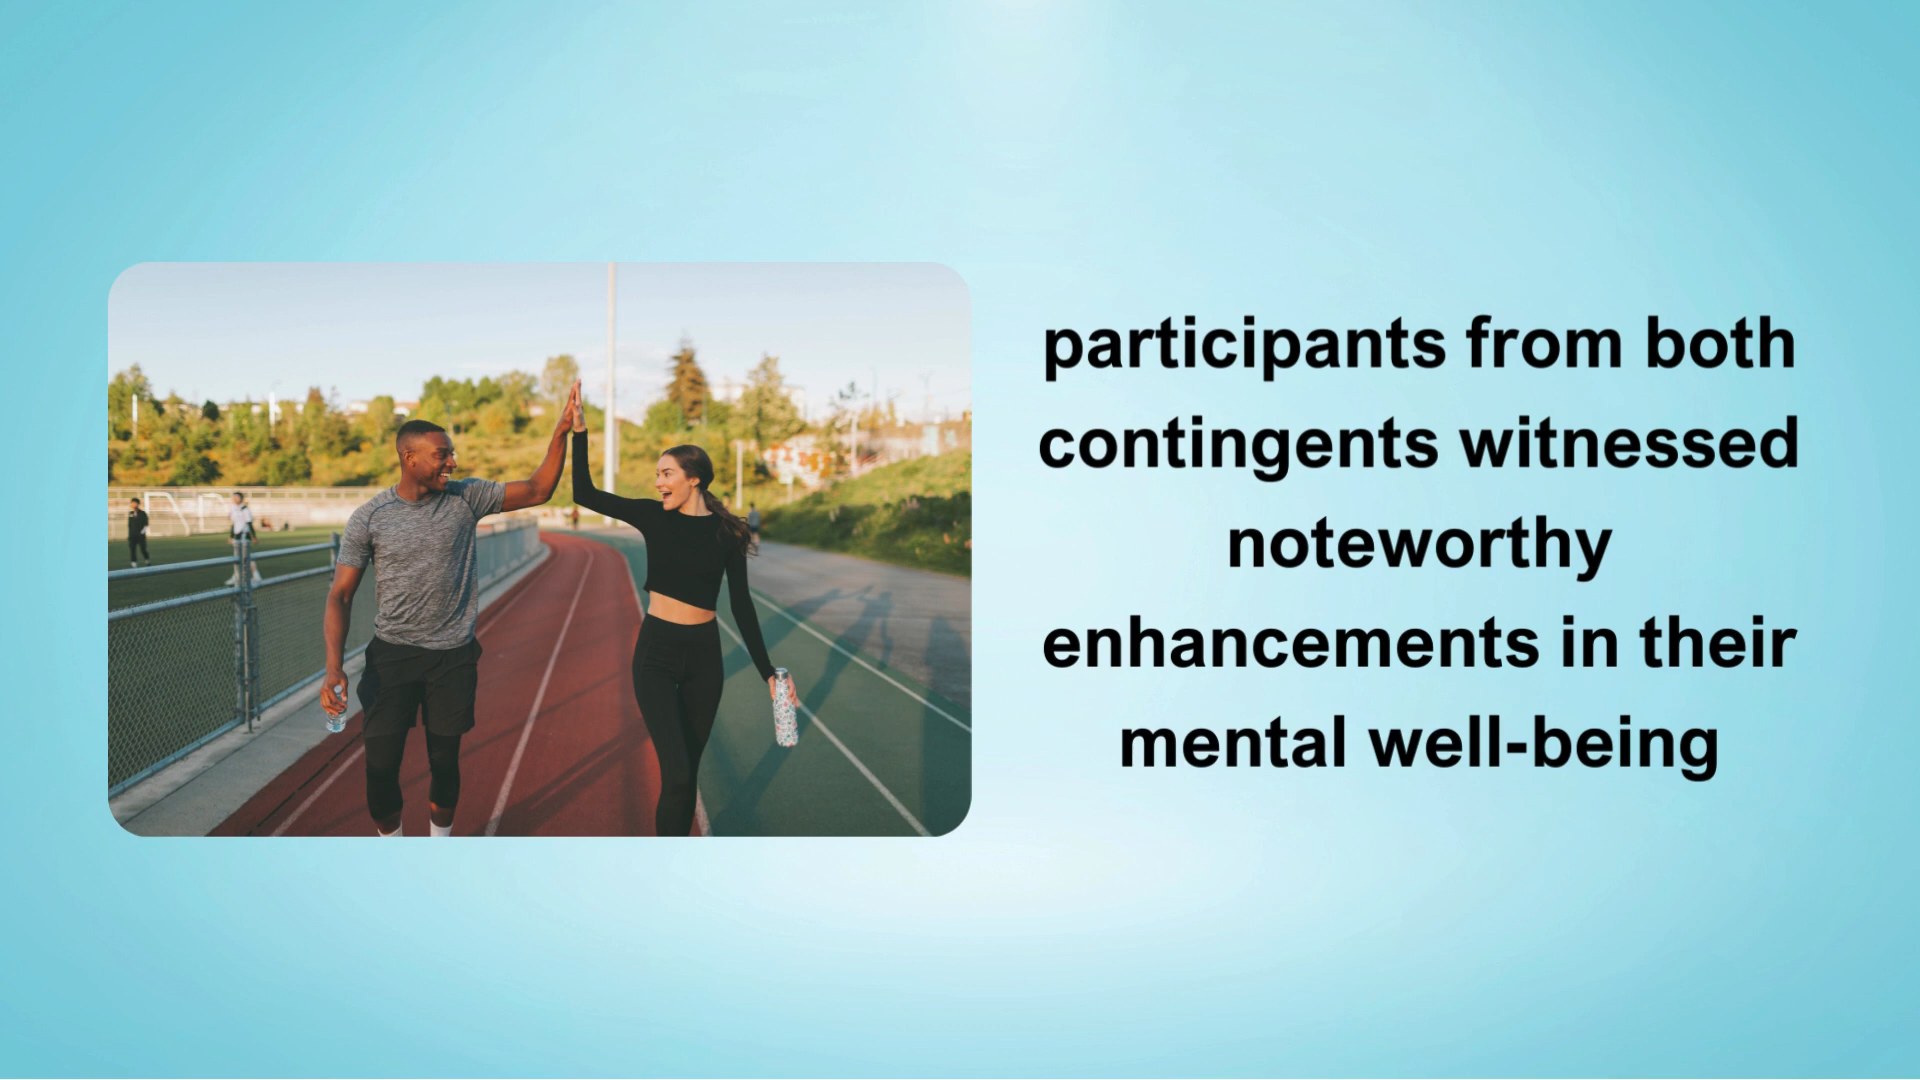 participants from both
contingents witnessed
noteworthy
enhancements in their
mental well-being